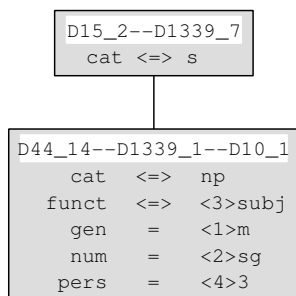 D15_2--D1339_7
cat <=> s
D44_14--D1339_1--D10_1
cat <=> np
funct <=> <3>subj
gen = <1>m
num = <2>sg
pers = <4>3